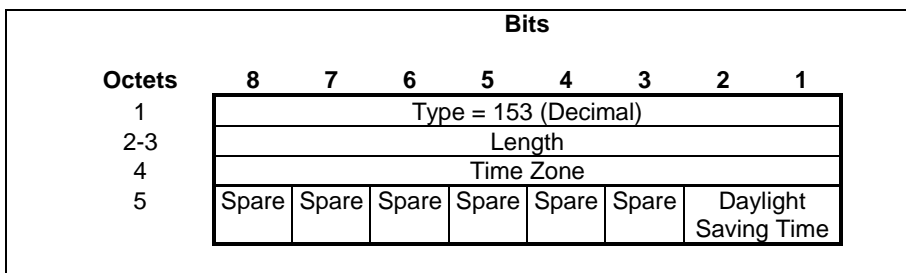 Bits
Octets 8 7 6 5 4 3 2 1
1 Type = 153 (Decimal)
2-3 Length
4 Time Zone
5 Spare Spare Spare Spare Spare Spare Daylight
Saving Time